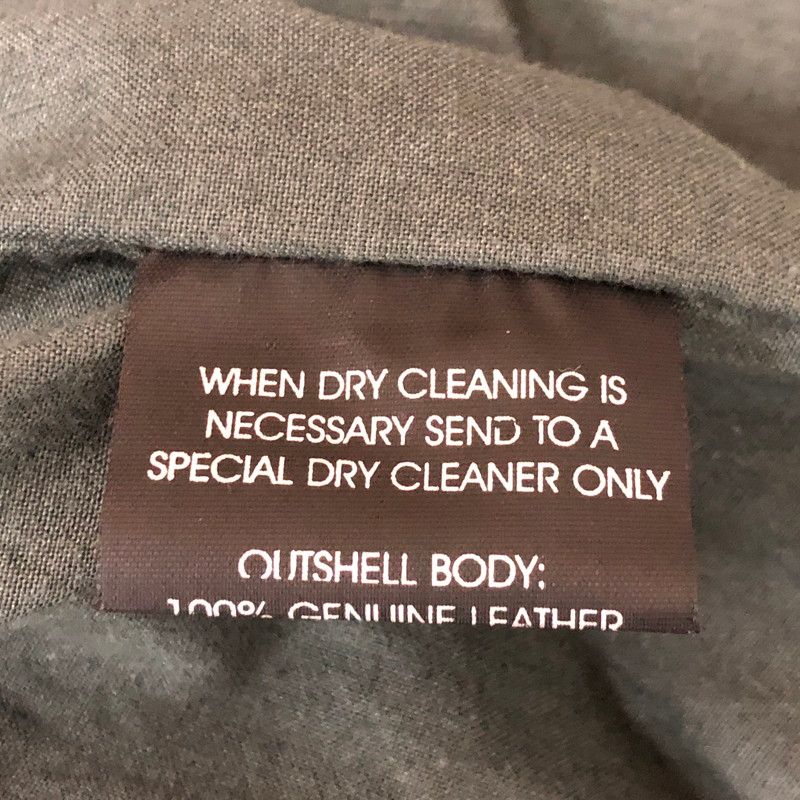 WHEN DRY CLEANING IS
NECESSARY SEND TO A
SPECIAL DRY CLEANER ONLY
OUTSHELL BODY:
100% GENUINE LEATHER